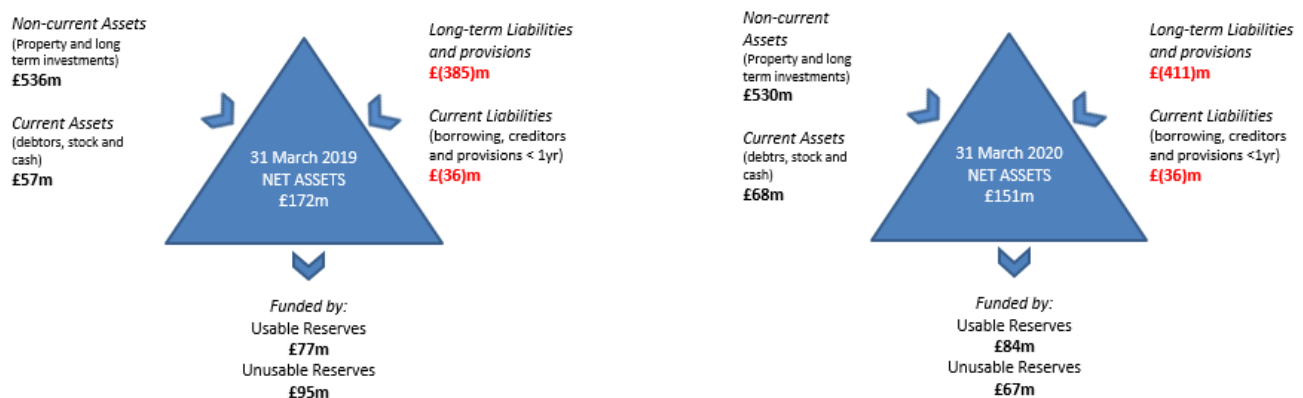 Non-current Assets
(Property and long
term investments)
£536m
Current Assets
(debtors, stock and
cash)
£57m
Long-term Liabilities
and provisions
£(385)m
Current Liabilities
(borrowing, creditors
and provisions < 1yr)
£(36)m
31 March 2019
NET ASSETS
£172m
Funded by:
Usable Reserves
£77m
Unusable Reserves
£95m
Non-current
Assets
(Property and long
term investments)
£530m
Current Assets
(debtrs, stock and
cash)
£68m
Long-term Liabilities
and provisions
£(411)m
Current Liabilities
(borrowing, creditors
and provisions <1yr)
£(36)m
31 March 2020
NET ASSETS
£151m
Funded by:
Usable Reserves
£84m
Unusable Reserves
£67m